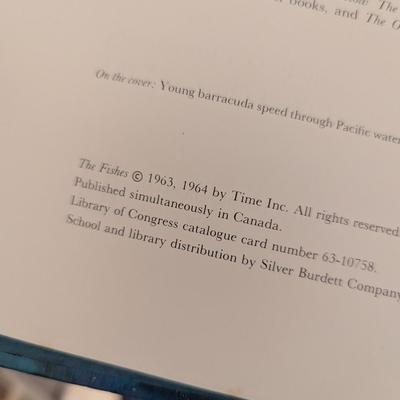 The
books, and The O
On the cover: Young barracuda speed through Pacific water
The Fishes © 1963, 1964 by Time Inc. All rights reserved.
Published simultaneously in Canada.
Library of Congress catalogue card number 63-10758.
School and library distribution by Silver Burdett Company